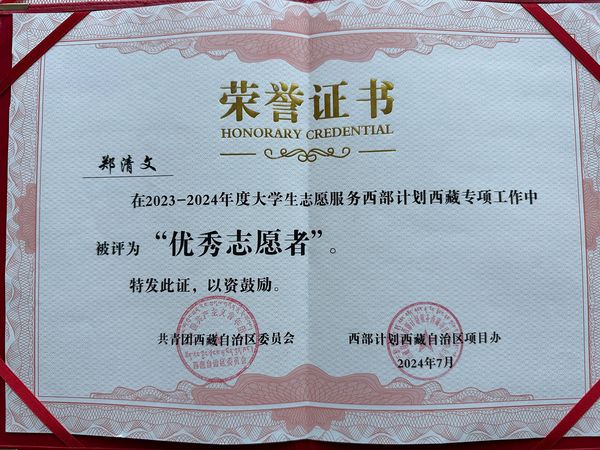 荣誉证书
HONORARY CREDENTIAL
郑清文
在2023-2024年度大学生志愿服务西部计划西藏专项工作中
被评为“优秀志愿者”。
特发此证，以资鼓励。
共青团西藏自治区委员会
西部计划西藏自治区项目办
2024年7月